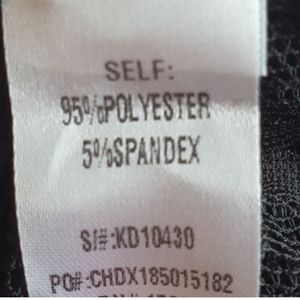 SELF:
95%POLYESTER
5%SPANDEX
S/#:KD10430
PO#:CHDX185015182